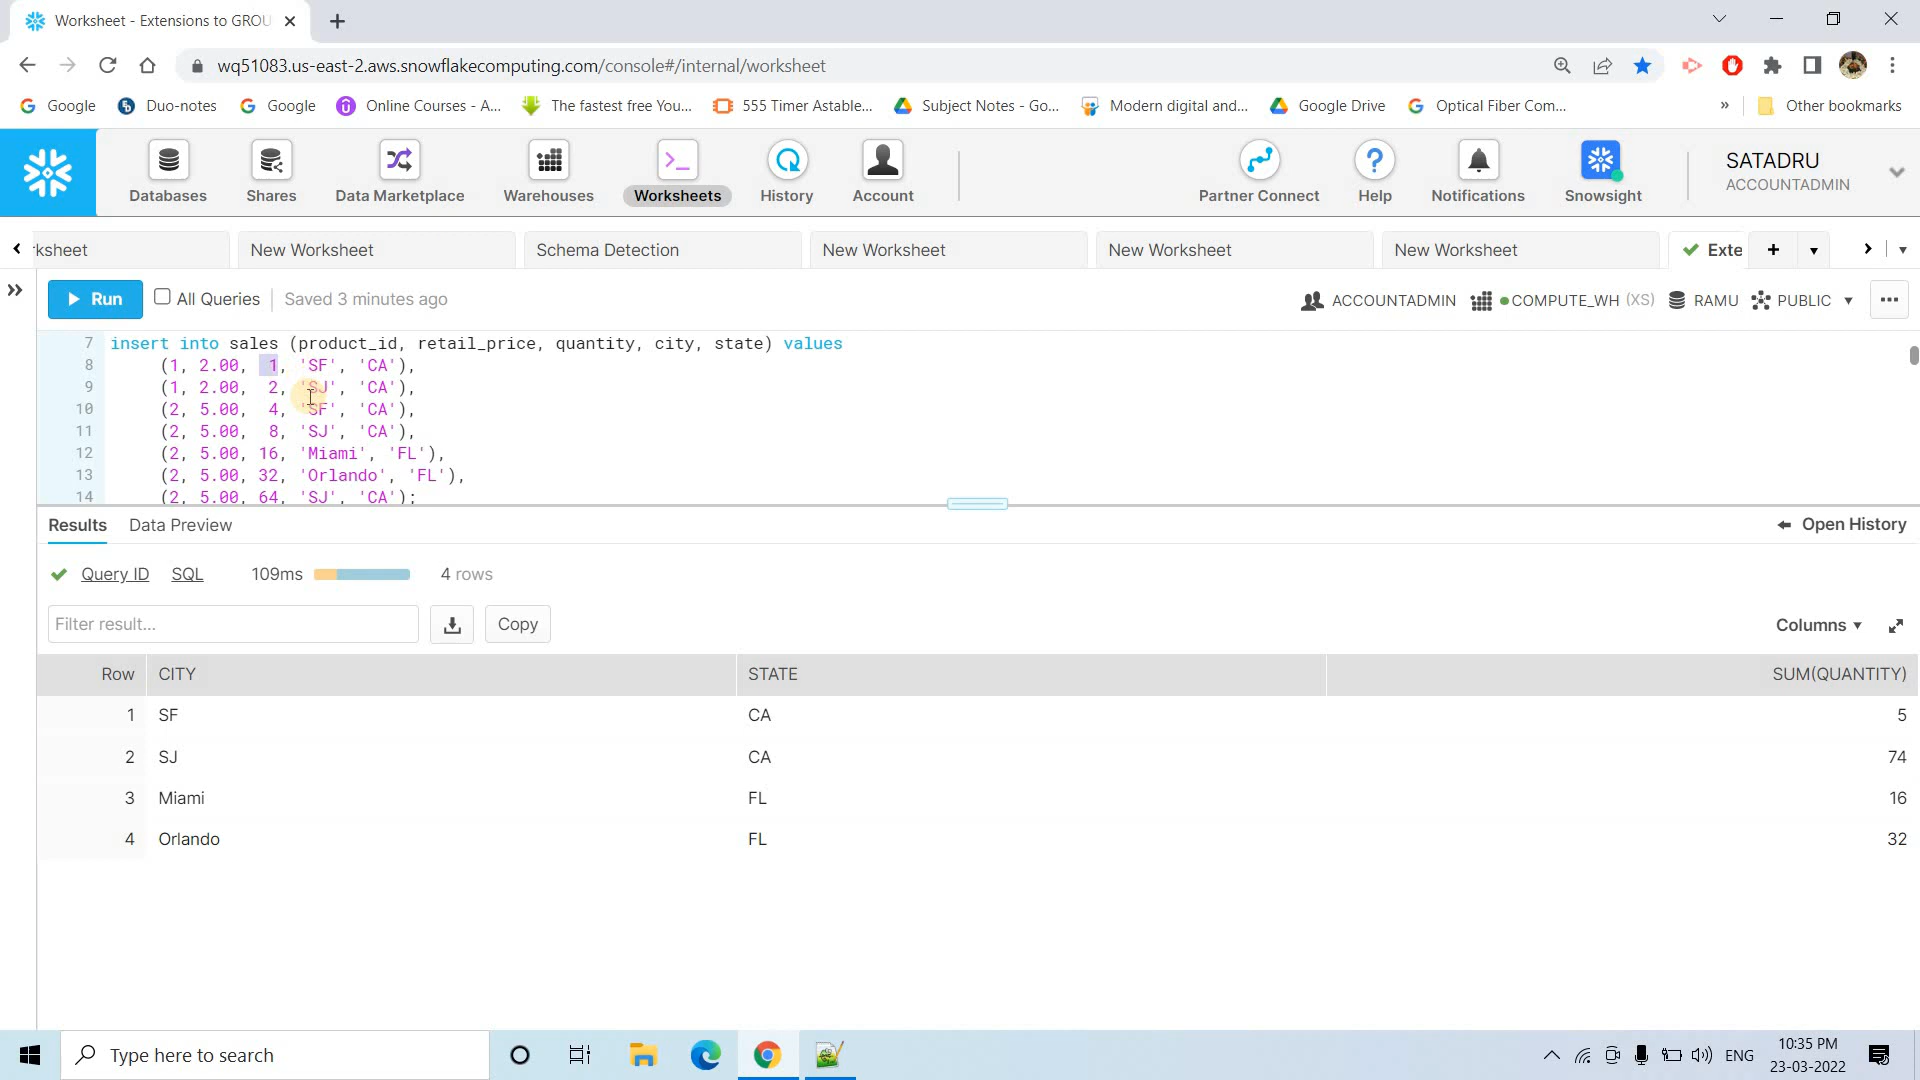 Worksheet - Extensions to GROU
wq51083.us-east-2.aws.snowflakecomputing.com/console#/internal/worksheet
Google Duo-notes Google Online Courses - A... The fastest free You... 555 Timer Astable... Subject Notes - Go... Modern digital and... Google Drive Optical Fiber Com... » Other bookmarks
Databases Shares Data Marketplace Warehouses Worksheets History Account Partner Connect Help Notifications Snowsight
SATADRU
ACCOUNTADMIN
rksheet New Worksheet Schema Detection New Worksheet New Worksheet New Worksheet Exte
Run All Queries Saved 3 minutes ago ACCOUNTADMIN COMPUTE_WH (XS) RAMU PUBLIC
7 insert into sales (product_id, retail_price, quantity, city, state) values
8 (1, 2.00, 1, 'SF', 'CA'),
9 (1, 2.00, 2, 'SJ', 'CA'),
10 (2, 5.00, 4, 'SF', 'CA'),
11 (2, 5.00, 8, 'SJ', 'CA'),
12 (2, 5.00, 16, 'Miami', 'FL'),
13 (2, 5.00, 32, 'Orlando', 'FL'),
14 (2, 5.00, 64, 'SJ', 'CA');
Results Data Preview Open History
Query ID SQL 109ms 4 rows
Filter result... Copy Columns
Row CITY STATE SUM(QUANTITY)
1 SF CA 5
2 SJ CA 74
3 Miami FL 16
4 Orlando FL 32
Type here to search ENG 10:35 PM
23-03-2022